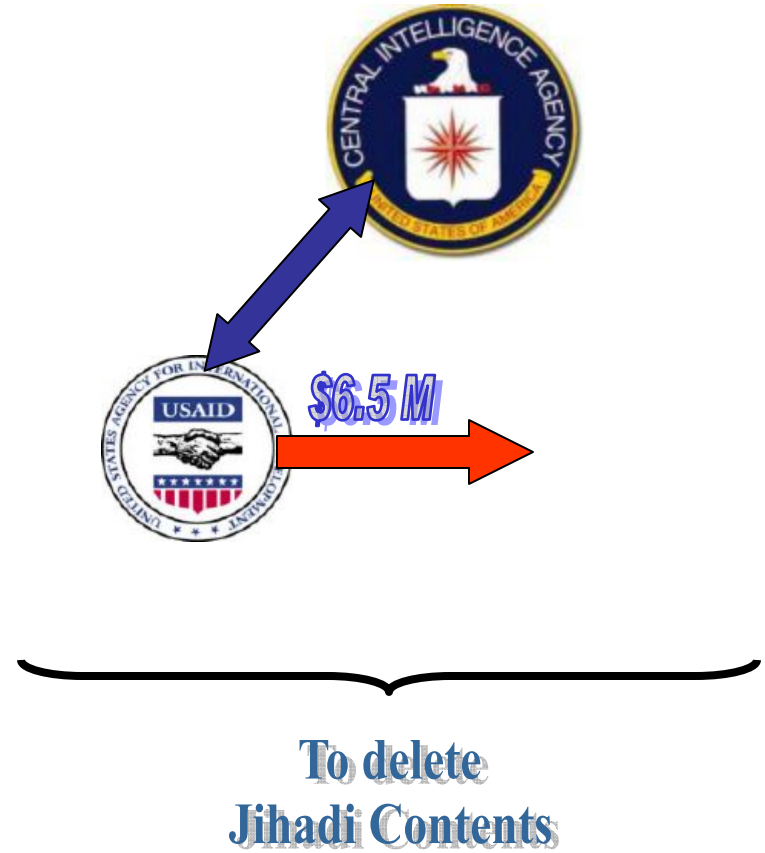 CENTRAL INTELLIGENCE AGENCY
UNITED STATES OF AMERICA
UNITED STATES AGENCY FOR INTERNATIONAL DEVELOPMENT
USAID
$6.5 M
To delete
Jihadi Contents